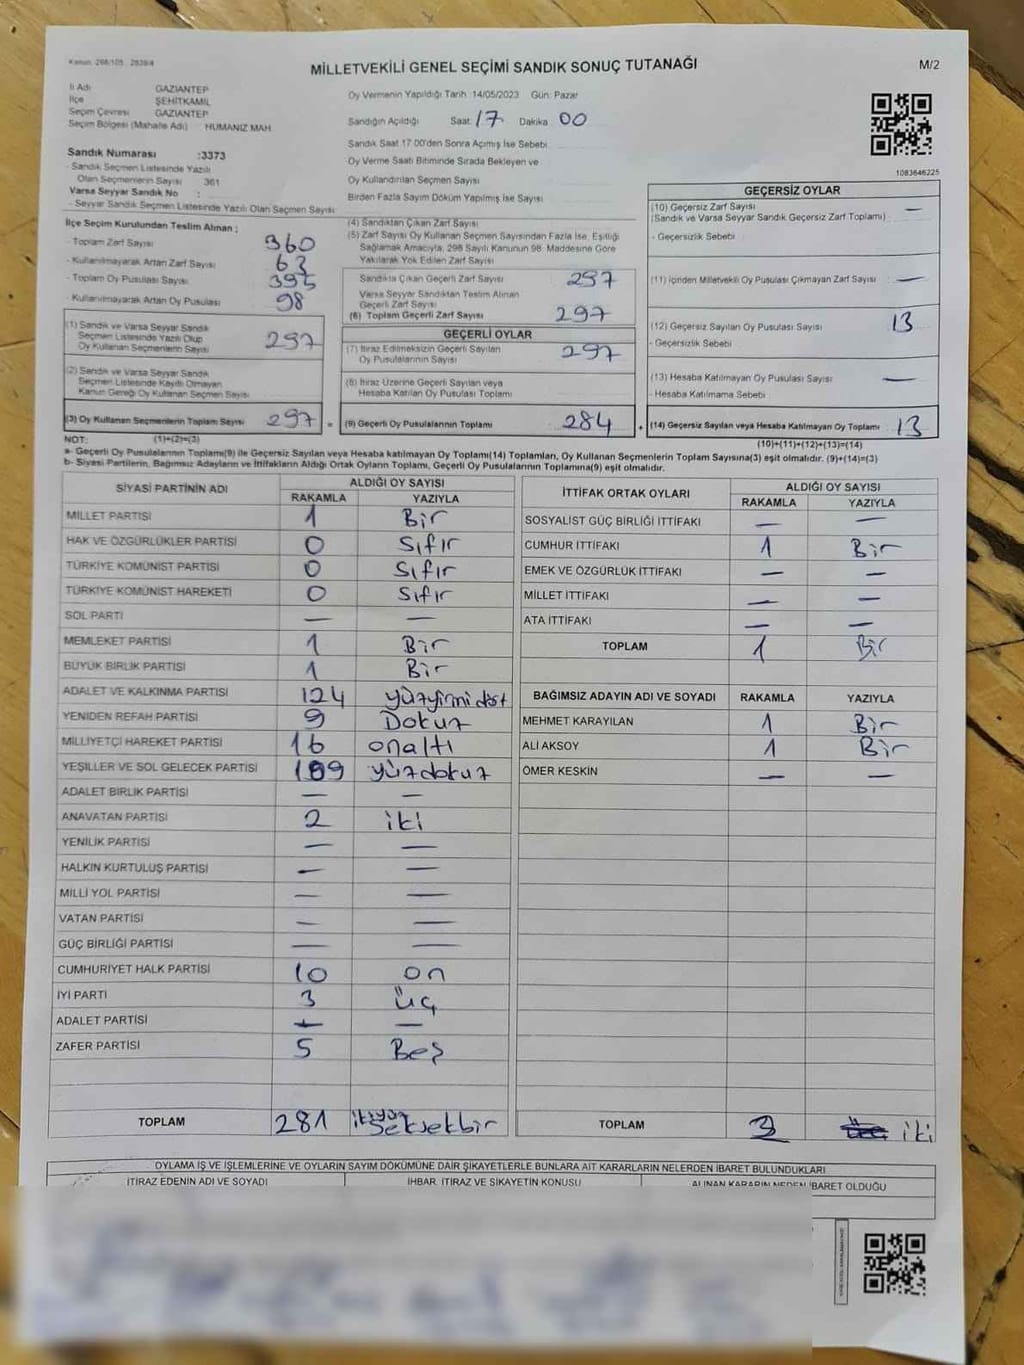 Kanun: 298/105 2839/4
MİLLETVEKİLİ GENEL SEÇİMİ SANDIK SONUÇ TUTANAĞI
M/2
İl Adı GAZİANTEP
İlçe ŞEHİTKAMİL
Seçim Çevresi GAZİANTEP
Seçim Bölgesi (Mahalle Adı) HUMANIZ MAH.
Oy Vermenin Yapıldığı Tarih 14/05/2023 Gün: Pazar
Sandığın Açıldığı Saat: 17 Dakika 00
Sandık Saat 17 00'den Sonra Açımış İse Sebebi
Oy Verme Saati Bitiminde Sırada Bekleyen ve
Oy Kullandırılan Seçmen Sayısı
Birden Fazla Sayım Döküm Yapılmış İse Sayısı
1083646225
Sandık Numarası :3373
- Sandık Seçmen Listesinde Yazılı
Olan Seçmenlerin Sayısı 361
Varsa Seyyar Sandık No :
- Seyyar Sandık Seçmen Listesinde Yazılı Olan Seçmen Sayısı
İlçe Seçim Kurulundan Teslim Alınan ;
- Toplam Zarf Sayısı 360
- Kullanılmayarak Artan Zarf Sayısı 63
- Toplam Oy Pusulası Sayısı 395
- Kullanılmayarak Artan Oy Pusulası 98
(1) Sandık ve Varsa Seyyar Sandık
Seçmen Listesinde Yazılı Olup
Oy Kullanan Seçmenlerin Sayısı 297
(2) Sandık ve Varsa Seyyar Sandık
Seçmen Listesinde Kayıtlı Olmayan
Kanun Gereği Oy Kullanan Seçmen Sayısı
(3) Oy Kullanan Seçmenlerin Toplam Sayısı 297 =
(4) Sandıktan Çıkan Zarf Sayısı
(5) Zarf Sayısı Oy Kullanan Seçmen Sayısından Fazla İse, Eşitliği
Sağlamak Amacıyla, 298 Sayılı Kanunun 98. Maddesine Göre
Yakılarak Yok Edilen Zarf Sayısı
Sandıkta Çıkan Geçerli Zarf Sayısı 297
Varsa Seyyar Sandıktan Teslim Alınan
Geçerli Zarf Sayısı
(6) Toplam Geçerli Zarf Sayısı 297
GEÇERLİ OYLAR
(7) İtiraz Edilmeksizin Geçerli Sayılan
Oy Pusulalarının Sayısı 297
(8) İtiraz Üzerine Geçerli Sayılan veya
Hesaba Katılan Oy Pusulası Toplamı
(9) Geçerli Oy Pusulalarının Toplamı 284 +
GEÇERSİZ OYLAR
(10) Geçersiz Zarf Sayısı —
(Sandık ve Varsa Seyyar Sandık Geçersiz Zarf Toplamı)
- Geçersizlik Sebebi
(11) İçinden Milletvekili Oy Pusulası Çıkmayan Zarf Sayısı —
(12) Geçersiz Sayılan Oy Pusulası Sayısı 13
- Geçersizlik Sebebi
(13) Hesaba Katılmayan Oy Pusulası Sayısı —
- Hesaba Katılmama Sebebi
(14) Geçersiz Sayılan veya Hesaba Katılmayan Oy Toplamı 13
NOT: (1)+(2)=(3) (10)+(11)+(12)+(13)=(14)
a- Geçerli Oy Pusulalarının Toplamı(9) ile Geçersiz Sayılan veya Hesaba katılmayan Oy Toplamı(14) Toplamları, Oy Kullanan Seçmenlerin Toplam Sayısına(3) eşit olmalıdır. (9)+(14)=(3)
b- Siyasi Partilerin, Bağımsız Adayların ve İttifakların Aldığı Ortak Oyların Toplamı, Geçerli Oy Pusulalarının Toplamına(9) eşit olmalıdır.
SİYASİ PARTİNİN ADI ALDIĞI OY SAYISI
RAKAMLA YAZIYLA
MİLLET PARTİSİ 1 Bir
HAK VE ÖZGÜRLÜKLER PARTİSİ 0 Sıfır
TÜRKİYE KOMÜNİST PARTİSİ 0 Sıfır
TÜRKİYE KOMÜNİST HAREKETİ 0 Sıfır
SOL PARTİ — —
MEMLEKET PARTİSİ 1 Bir
BÜYÜK BİRLİK PARTİSİ 1 Bir
ADALET VE KALKINMA PARTİSİ 124 yüzyirmidört
YENİDEN REFAH PARTİSİ 9 Dokuz
MİLLİYETÇİ HAREKET PARTİSİ 16 onaltı
YEŞİLLER VE SOL GELECEK PARTİSİ 109 yüzdokuz
ADALET BİRLİK PARTİSİ — —
ANAVATAN PARTİSİ 2 iki
YENİLİK PARTİSİ — —
HALKIN KURTULUŞ PARTİSİ — —
MİLLİ YOL PARTİSİ — —
VATAN PARTİSİ — —
GÜÇ BİRLİĞİ PARTİSİ — —
CUMHURİYET HALK PARTİSİ 10 on
İYİ PARTİ 3 üç
ADALET PARTİSİ — —
ZAFER PARTİSİ 5 Beş
TOPLAM 281 ikiyüz seksekbir
İTTİFAK ORTAK OYLARI ALDIĞI OY SAYISI
RAKAMLA YAZIYLA
SOSYALİST GÜÇ BİRLİĞİ İTTİFAKI — —
CUMHUR İTTİFAKI 1 Bir
EMEK VE ÖZGÜRLÜK İTTİFAKI — —
MİLLET İTTİFAKI — —
ATA İTTİFAKI — —
TOPLAM 1 Bir
BAĞIMSIZ ADAYIN ADI VE SOYADI RAKAMLA YAZIYLA
MEHMET KARAYILAN 1 Bir
ALİ AKSOY 1 Bir
ÖMER KESKİN — —
TOPLAM iki
OYLAMA İŞ VE İŞLEMLERİNE VE OYLARIN SAYIM DÖKÜMÜNE DAİR ŞİKAYETLERLE BUNLARA AİT KARARLARIN NELERDEN İBARET BULUNDUKLARI
İTİRAZ EDENİN ADI VE SOYADI İHBAR, İTİRAZ VE ŞİKAYETİN KONUSU ALINAN KARARIN NEDEN İBARET OLDUĞU